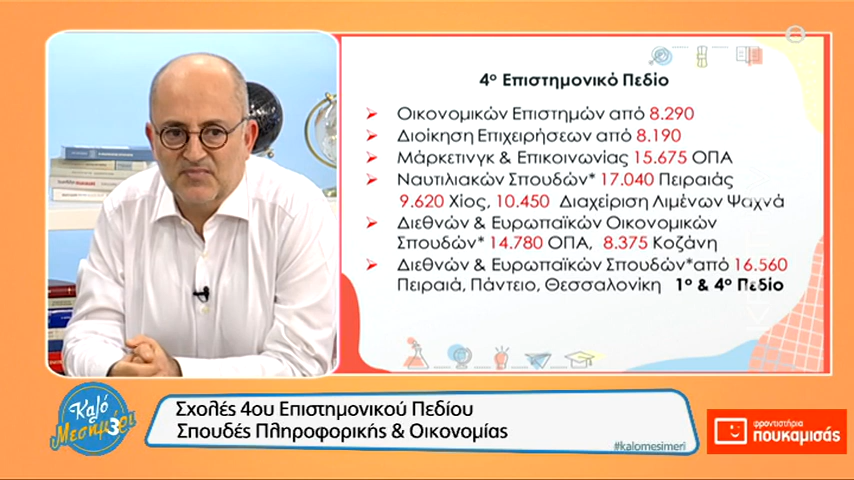 4ο Επιστημονικό Πεδίο
Οικονομικών Επιστημών από 8.290
Διοίκηση Επιχειρήσεων από 8.190
Μάρκετινγκ & Επικοινωνίας 15.675 ΟΠΑ
Ναυτιλιακών Σπουδών* 17.040 Πειραιάς
9.620 Χίος, 10.450 Διαχείριση Λιμένων Ψαχνά
Διεθνών & Ευρωπαϊκών Οικονομικών
Σπουδών* 14.780 ΟΠΑ, 8.375 Κοζάνη
Διεθνών & Ευρωπαϊκών Σπουδών*από 16.560
Πειραιά, Πάντειο, Θεσσαλονίκη 1ο & 4ο Πεδίο
Καλό
Μεσημ3ρι
Σχολές 4ου Επιστημονικού Πεδίου
Σπουδές Πληροφορικής & Οικονομίας
#kalomesimeri
φροντιστήρια
πουκαμισάς